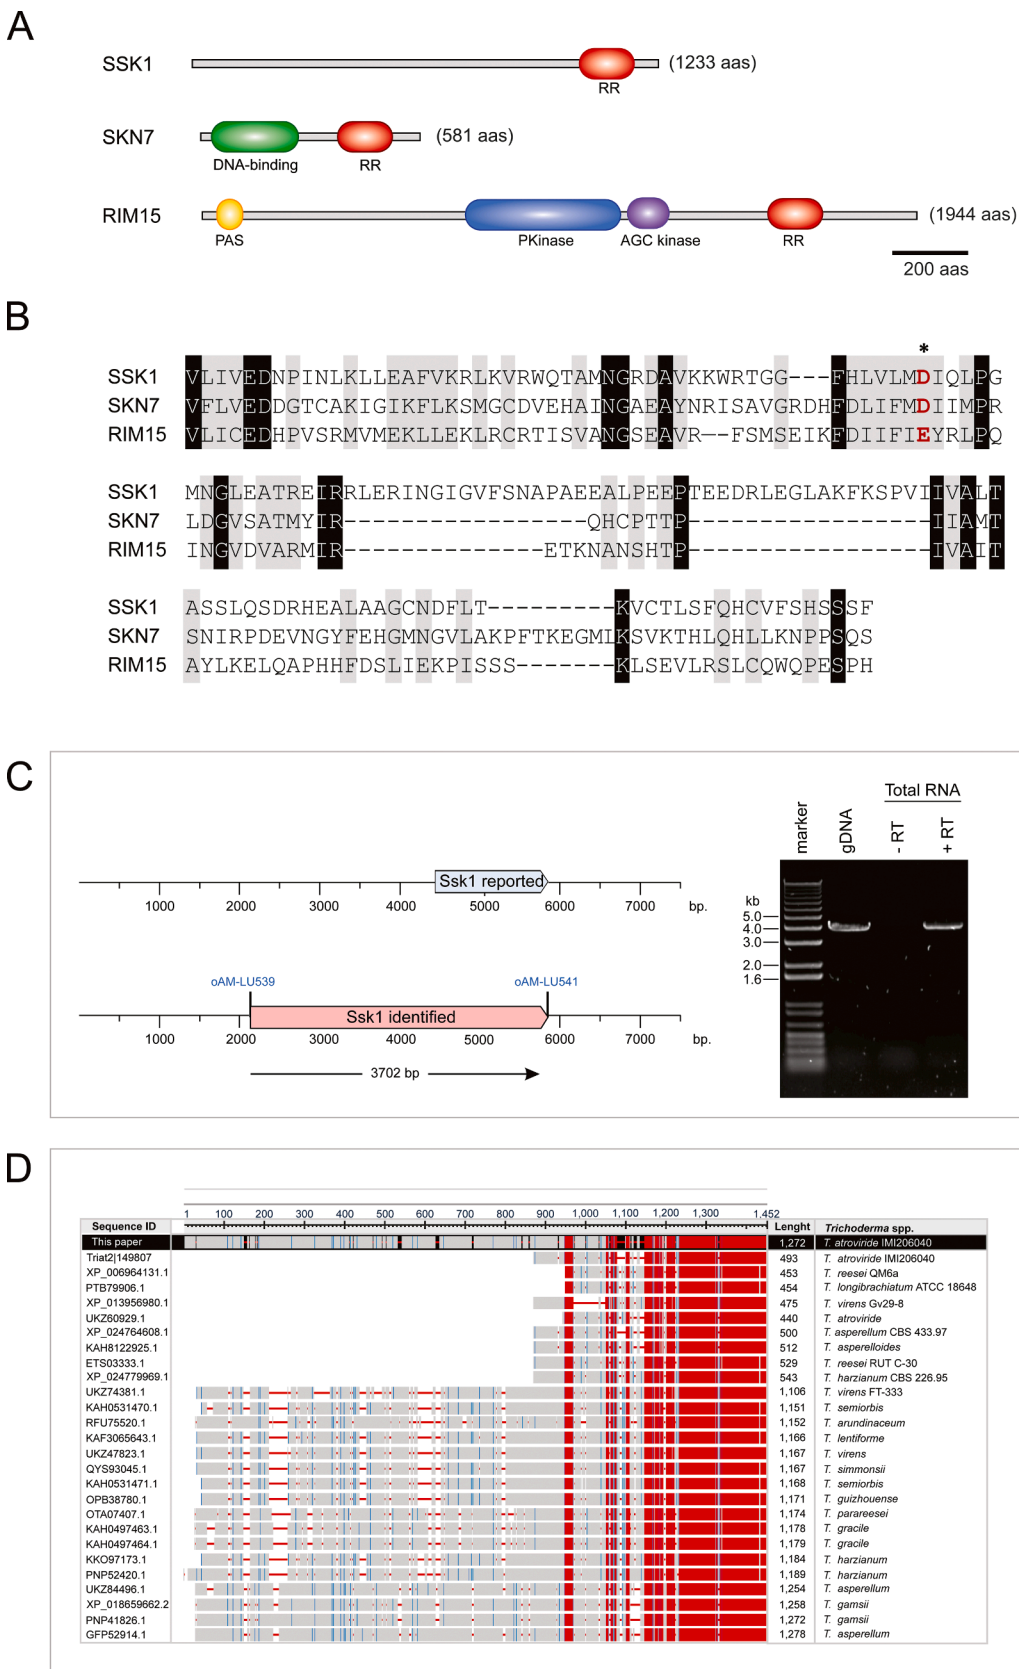 A
SSK1
(1233 aas)
RR
SKN7
(581 aas)
DNA-binding
RR
RIM15
(1944 aas)
PAS
PKinase
AGC kinase
RR
200 aas
B
*
SSK1 VLIVEDNPINLKLLEAFVKRLKVRWQTAMNGRDAVKKWRTGG---FHLVLMDIQLPG
SKN7 VFLVEDDGTCAKIGIKFLKSMGCDVEHAINGAEAYNRISAVGRDHFDLIFMDIIMPR
RIM15 VLICEDHPVSRMVMEKLLEKLRCRTISVANGSEAVR--FSMSEIKFDIIFIEYRLPQ
SSK1 MNGLEATREIRRLERINGIGVFSNAPAEEALPEEPTEEDRLEGLAKFKSPVIIVALT
SKN7 LDGVSATMYIR-----------------QHCPTTP-----------------IIAMT
RIM15 INGVDVARMIR--------------ETKNANSHTP-----------------IVAIT
SSK1 ASSLQSDRHEALAAGCNDFLT---------KVCTLSFQHCVFSHSSSF
SKN7 SNIRPDEVNGYFEHGMNGVLAKPFTKEGMLKSVKTHLQHLLKNPPSQS
RIM15 AYLKELQAPHHFDSLIEKPISSS-------KLSEVLRSLCQWQPESPH
C
Ssk1 reported
1000 2000 3000 4000 5000 6000 7000 bp.
oAM-LU539 oAM-LU541
Ssk1 identified
1000 2000 3000 4000 5000 6000 7000 bp.
3702 bp
Total RNA
marker gDNA - RT + RT
kb
5.0
4.0
3.0
2.0
1.6
D
1 100 200 300 400 500 600 700 800 900 1,000 1,100 1,200 1,300 1,452
Sequence ID Lenght Trichoderma spp.
This paper 1,272 T. atroviride IMI206040
Triat2|149807 493 T. atroviride IMI206040
XP_006964131.1 453 T. reesei QM6a
PTB79906.1 454 T. longibrachiatum ATCC 18648
XP_013956980.1 475 T. virens Gv29-8
UKZ60929.1 440 T. atroviride
XP_024764608.1 500 T. asperellum CBS 433.97
KAH8122925.1 512 T. asperelloides
ETS03333.1 529 T. reesei RUT C-30
XP_024779969.1 543 T. harzianum CBS 226.95
UKZ74381.1 1,106 T. virens FT-333
KAH0531470.1 1,151 T. semiorbis
RFU75520.1 1,152 T. arundinaceum
KAF3065643.1 1,166 T. lentiforme
UKZ47823.1 1,167 T. virens
QYS93045.1 1,167 T. simmonsii
KAH0531471.1 1,168 T. semiorbis
OPB38780.1 1,171 T. guizhouense
OTA07407.1 1,174 T. parareesei
KAH0497463.1 1,178 T. gracile
KAH0497464.1 1,179 T. gracile
KKO97173.1 1,184 T. harzianum
PNP52420.1 1,189 T. harzianum
UKZ84496.1 1,254 T. asperellum
XP_018659662.2 1,258 T. gamsii
PNP41826.1 1,272 T. gamsii
GFP52914.1 1,278 T. asperellum